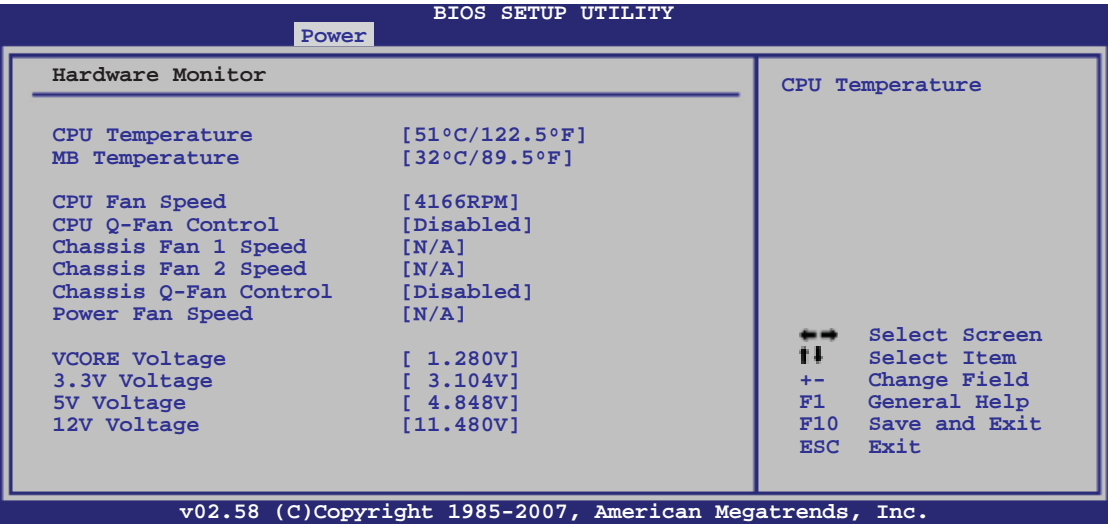 BIOS SETUP UTILITY
Power
Hardware Monitor
CPU Temperature [51ºC/122.5ºF]
MB Temperature [32ºC/89.5ºF]
CPU Fan Speed [4166RPM]
CPU Q-Fan Control [Disabled]
Chassis Fan 1 Speed [N/A]
Chassis Fan 2 Speed [N/A]
Chassis Q-Fan Control [Disabled]
Power Fan Speed [N/A]
VCORE Voltage [ 1.280V]
3.3V Voltage [ 3.104V]
5V Voltage [ 4.848V]
12V Voltage [11.480V]
CPU Temperature
←→ Select Screen
↑↓ Select Item
+- Change Field
F1 General Help
F10 Save and Exit
ESC Exit
v02.58 (C)Copyright 1985-2007, American Megatrends, Inc.